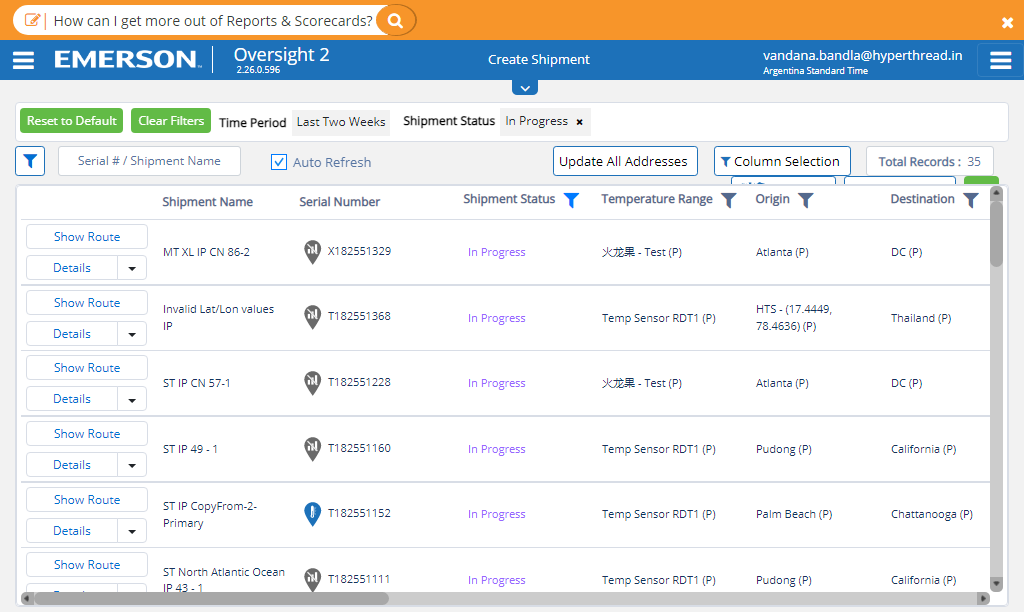 How can I get more out of Reports & Scorecards?
EMERSON.
Oversight 2
2.26.0.596
Create Shipment
vandana.bandla@hyperthread.in
Argentina Standard Time
Reset to Default
Clear Filters
Time Period
Last Two Weeks
Shipment Status
In Progress ×
Serial # / Shipment Name
Auto Refresh
Update All Addresses
Column Selection
Total Records : 35
Shipment Name
Serial Number
Shipment Status
Temperature Range
Origin
Destination
Show Route
Details
MT XL IP CN 86-2
X182551329
In Progress
火龙果 - Test (P)
Atlanta (P)
DC (P)
Show Route
Details
Invalid Lat/Lon values
IP
T182551368
In Progress
Temp Sensor RDT1 (P)
HTS - (17.4449,
78.4636) (P)
Thailand (P)
Show Route
Details
ST IP CN 57-1
T182551228
In Progress
火龙果 - Test (P)
Atlanta (P)
DC (P)
Show Route
Details
ST IP 49 - 1
T182551160
In Progress
Temp Sensor RDT1 (P)
Pudong (P)
California (P)
Show Route
Details
ST IP CopyFrom-2-
Primary
T182551152
In Progress
Temp Sensor RDT1 (P)
Palm Beach (P)
Chattanooga (P)
Show Route
ST North Atlantic Ocean
IP 43 - 1
T182551111
In Progress
Temp Sensor RDT1 (P)
Pudong (P)
California (P)